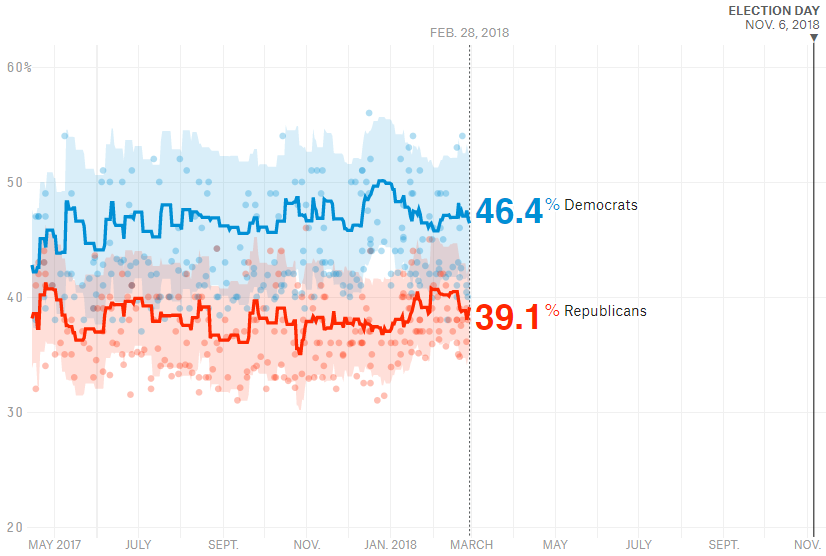 ELECTION DAY
NOV. 6, 2018
FEB. 28, 2018
60%
50
46.4% Democrats
40
39.1% Republicans
30
20
MAY 2017 JULY SEPT. NOV. JAN. 2018 MARCH MAY JULY SEPT. NOV.